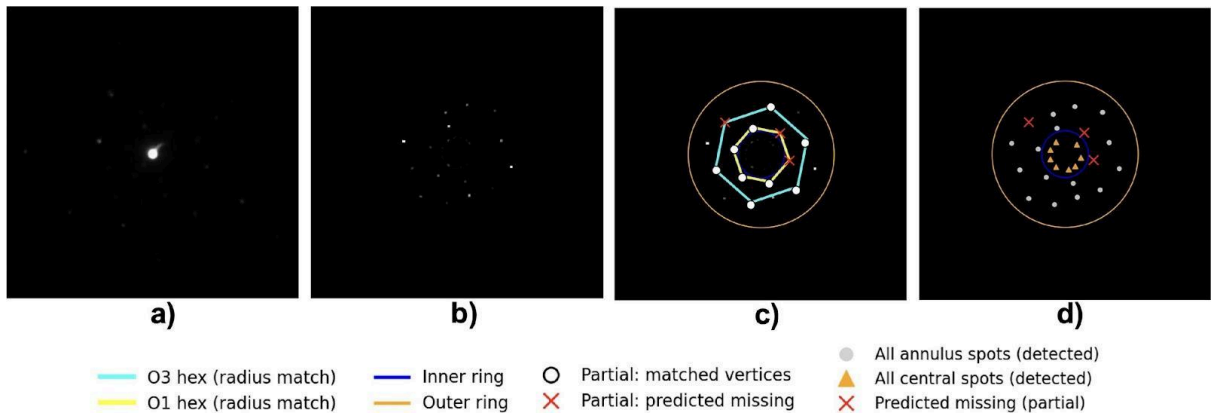 a) b) c) d)
O3 hex (radius match)
O1 hex (radius match)
Inner ring
Outer ring
Partial: matched vertices
Partial: predicted missing
All annulus spots (detected)
All central spots (detected)
Predicted missing (partial)